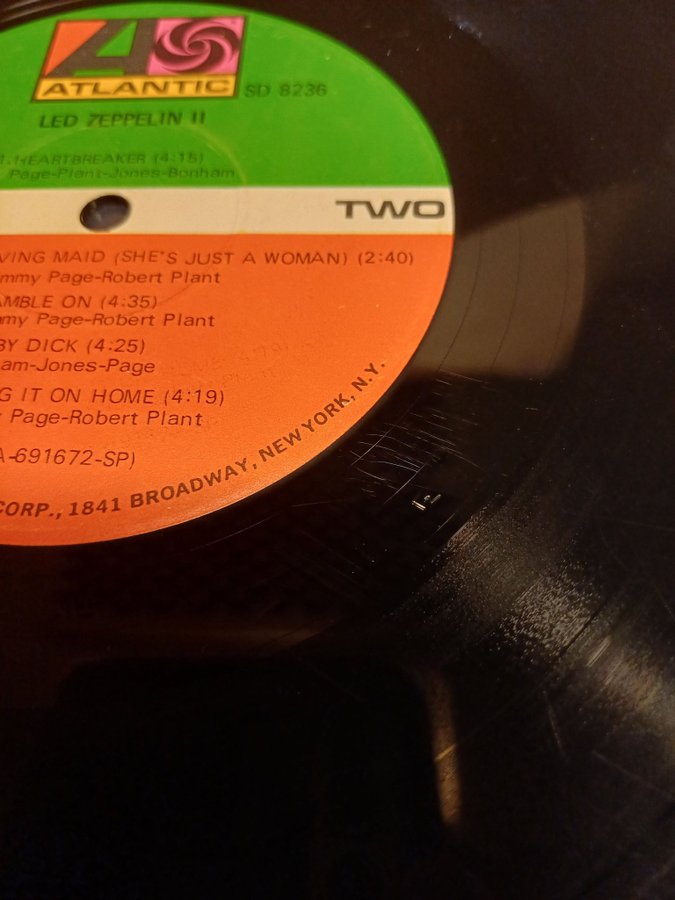 ATLANTIC SD 8236
LED ZEPPELIN II
1. HEARTBREAKER (4:15)
Page-Plant-Jones-Bonham
TWO
VING MAID (SHE'S JUST A WOMAN) (2:40)
mmy Page-Robert Plant
AMBLE ON (4:35)
my Page-Robert Plant
BY DICK (4:25)
am-Jones-Page
G IT ON HOME (4:19)
Page-Robert Plant
A-691672-SP)
CORP., 1841 BROADWAY, NEW YORK, N.Y.